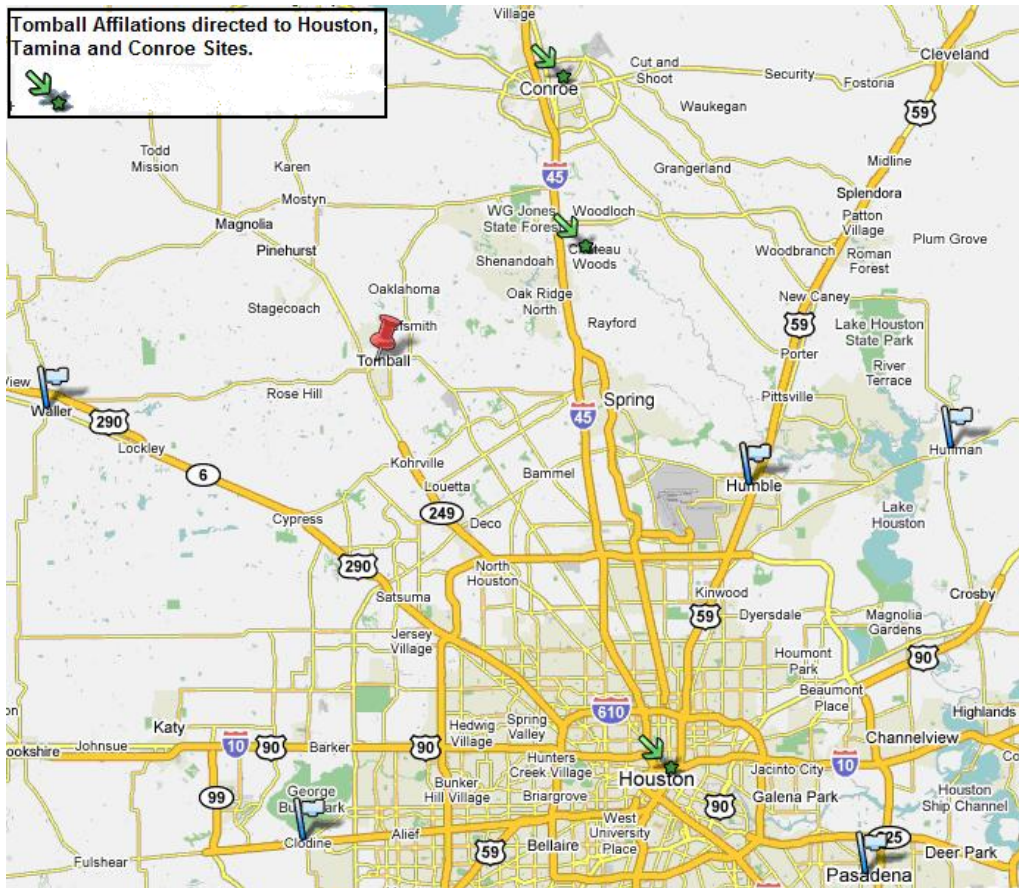 Tomball Affilations directed to Houston,
Tamina and Conroe Sites.
Village
Cleveland
Cut and
Shoot
Security
Fostoria
Conroe
Waukegan
59
Todd
Mission
Karen
45
Grangerland
Midline
Mostyn
Splendora
Magnolia
WG Jones
State Forest
Woodloch
Patton
Village
Pinehurst
Shenandoah
Chateau
Woods
Woodbranch
Roman
Forest
Plum Grove
Oaklahoma
Oak Ridge
North
New Caney
Stagecoach
Rayford
59
Lake Houston
State Park
Tomball
Porter
River
Terrace
View
Rose Hill
Waller
Spring
Pittsville
290
45
Lockley
Huffman
Kohrville
6
Bammel
Humble
Louetta
249
Lake
Houston
Cypress
Deco
290
North
Houston
Kinwood
Crosby
Satsuma
59
Dyersdale
Magnolia
Gardens
Jersey
Village
Houmont
Park
90
Beaumont
Place
610
Highlands
Katy
Hedwig
Village
Spring
Valley
Channelview
ookshire
Johnsue
10
90
Barker
90
Hunters
Creek Village
Jacinto City
10
Houston
Bunker
Hill Village
Briargrove
99
George
Galena Park
Houston
Ship Channel
90
Clodine
Alief
West
University
Place
Bellaire
59
Fulshear
Deer Park
Pasadena